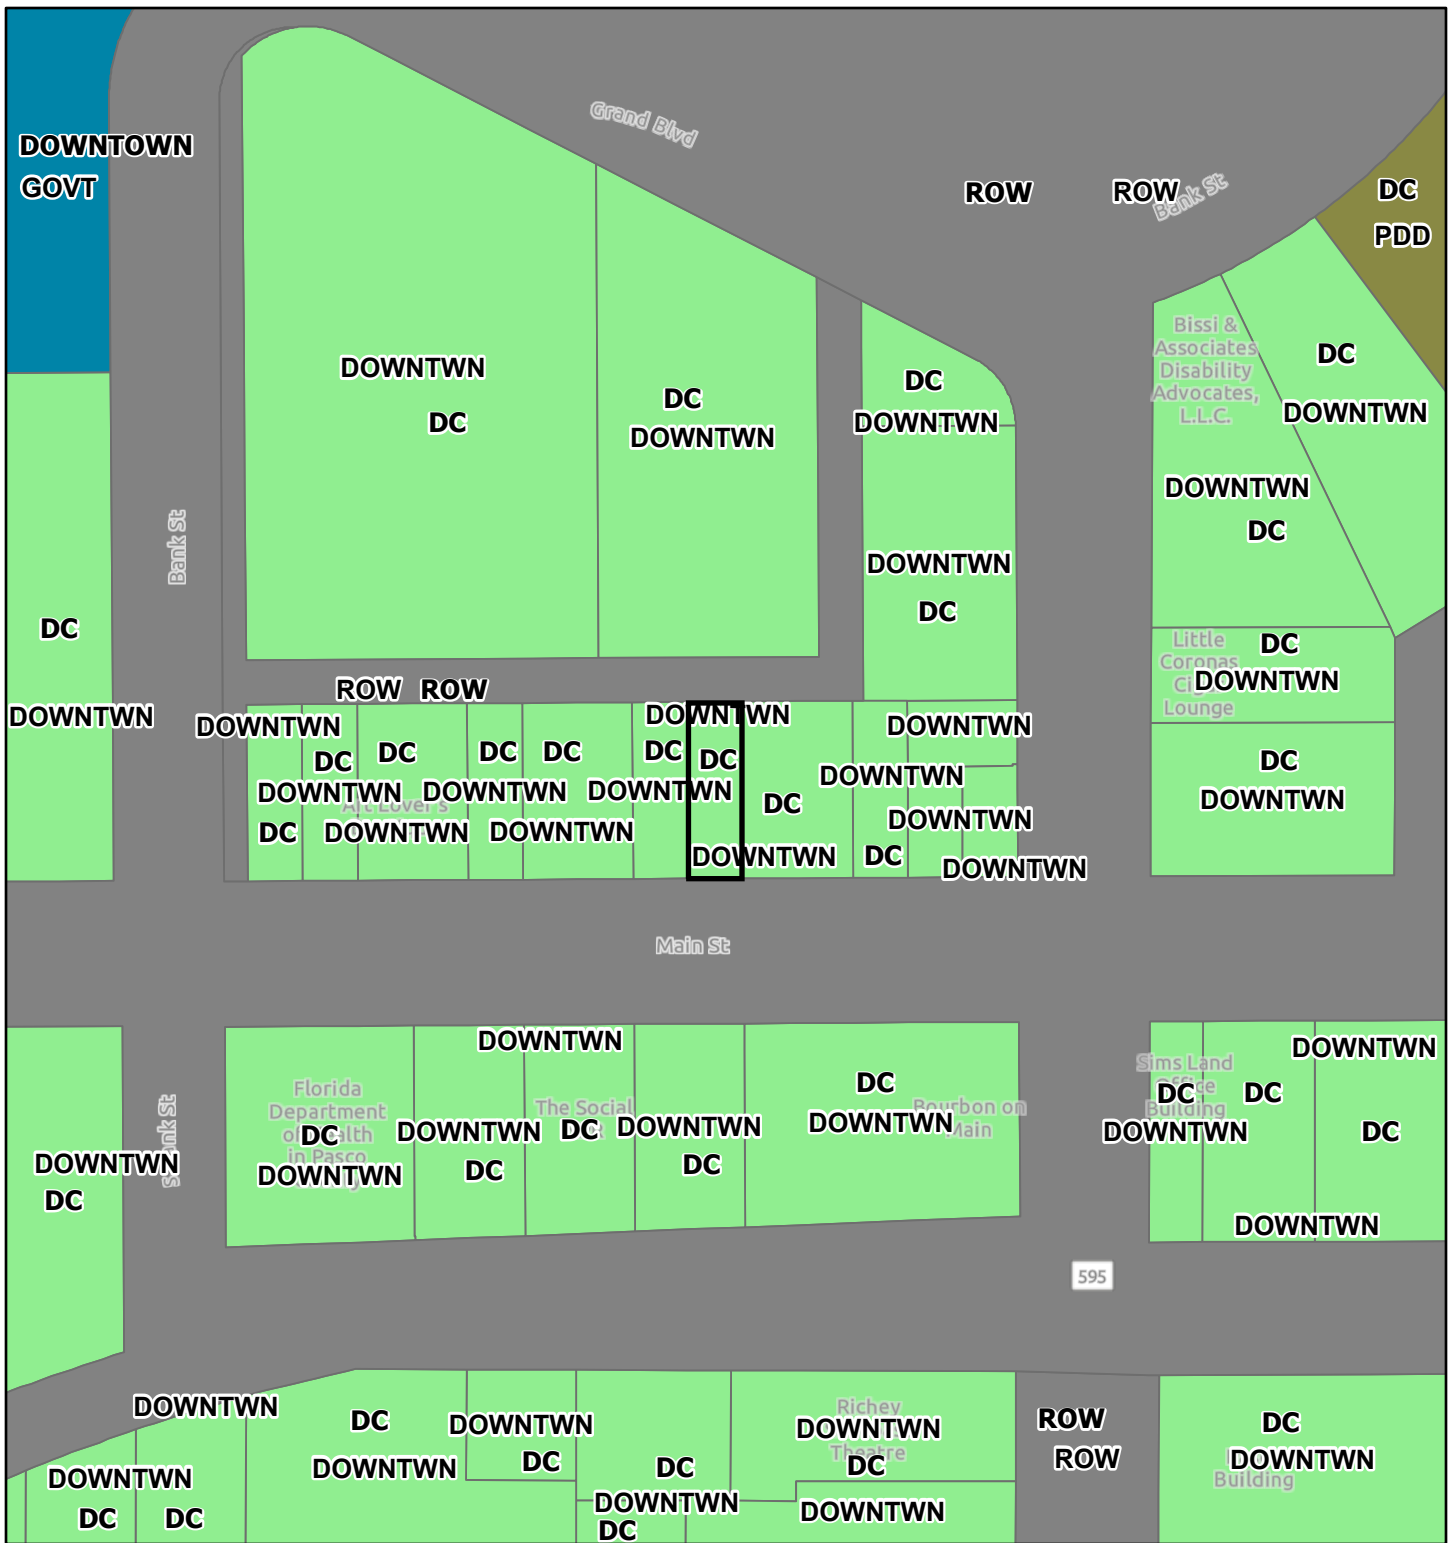 Grand Blvd
DOWNTOWN
GOVT
ROW
ROW
Bank St
DC
PDD
Bissi &
Associates
Disability
Advocates,
L.L.C.
DC
DOWNTWN
DOWNTWN
DC
DC
DOWNTWN
DC
DOWNTWN
DOWNTWN
DC
Bank St
DOWNTWN
DC
DC
DOWNTWN
Little
Coronas
Lounge
DC
DOWNTWN
ROW
ROW
DOWNTWN
DOWNTWN
DOWNTWN
DC
DC
DC
DC
DC
DC
DC
DOWNTWN
DOWNTWN
DOWNTWN
DOWNTWN
DC
DC
DOWNTWN
Art Lover's
DC
DOWNTWN
DOWNTWN
DOWNTWN
DOWNTWN
DC
DOWNTWN
Main St
DOWNTWN
Florida
Department
of Health
in Pasco
DC
DOWNTWN
DOWNTWN
DC
The Social
DC
DOWNTWN
DC
DC
DOWNTWN
Bourbon on
Main
Sims Land
Office
Building
DC
DOWNTWN
DC
DOWNTWN
DC
DOWNTWN
DOWNTWN
DC
595
DOWNTWN
DC
DOWNTWN
DOWNTWN
DC
DC
DOWNTWN
DC
DC
DOWNTWN
DC
Richey
DOWNTWN
Theatre
DC
DOWNTWN
ROW
ROW
DC
DOWNTWN
Building